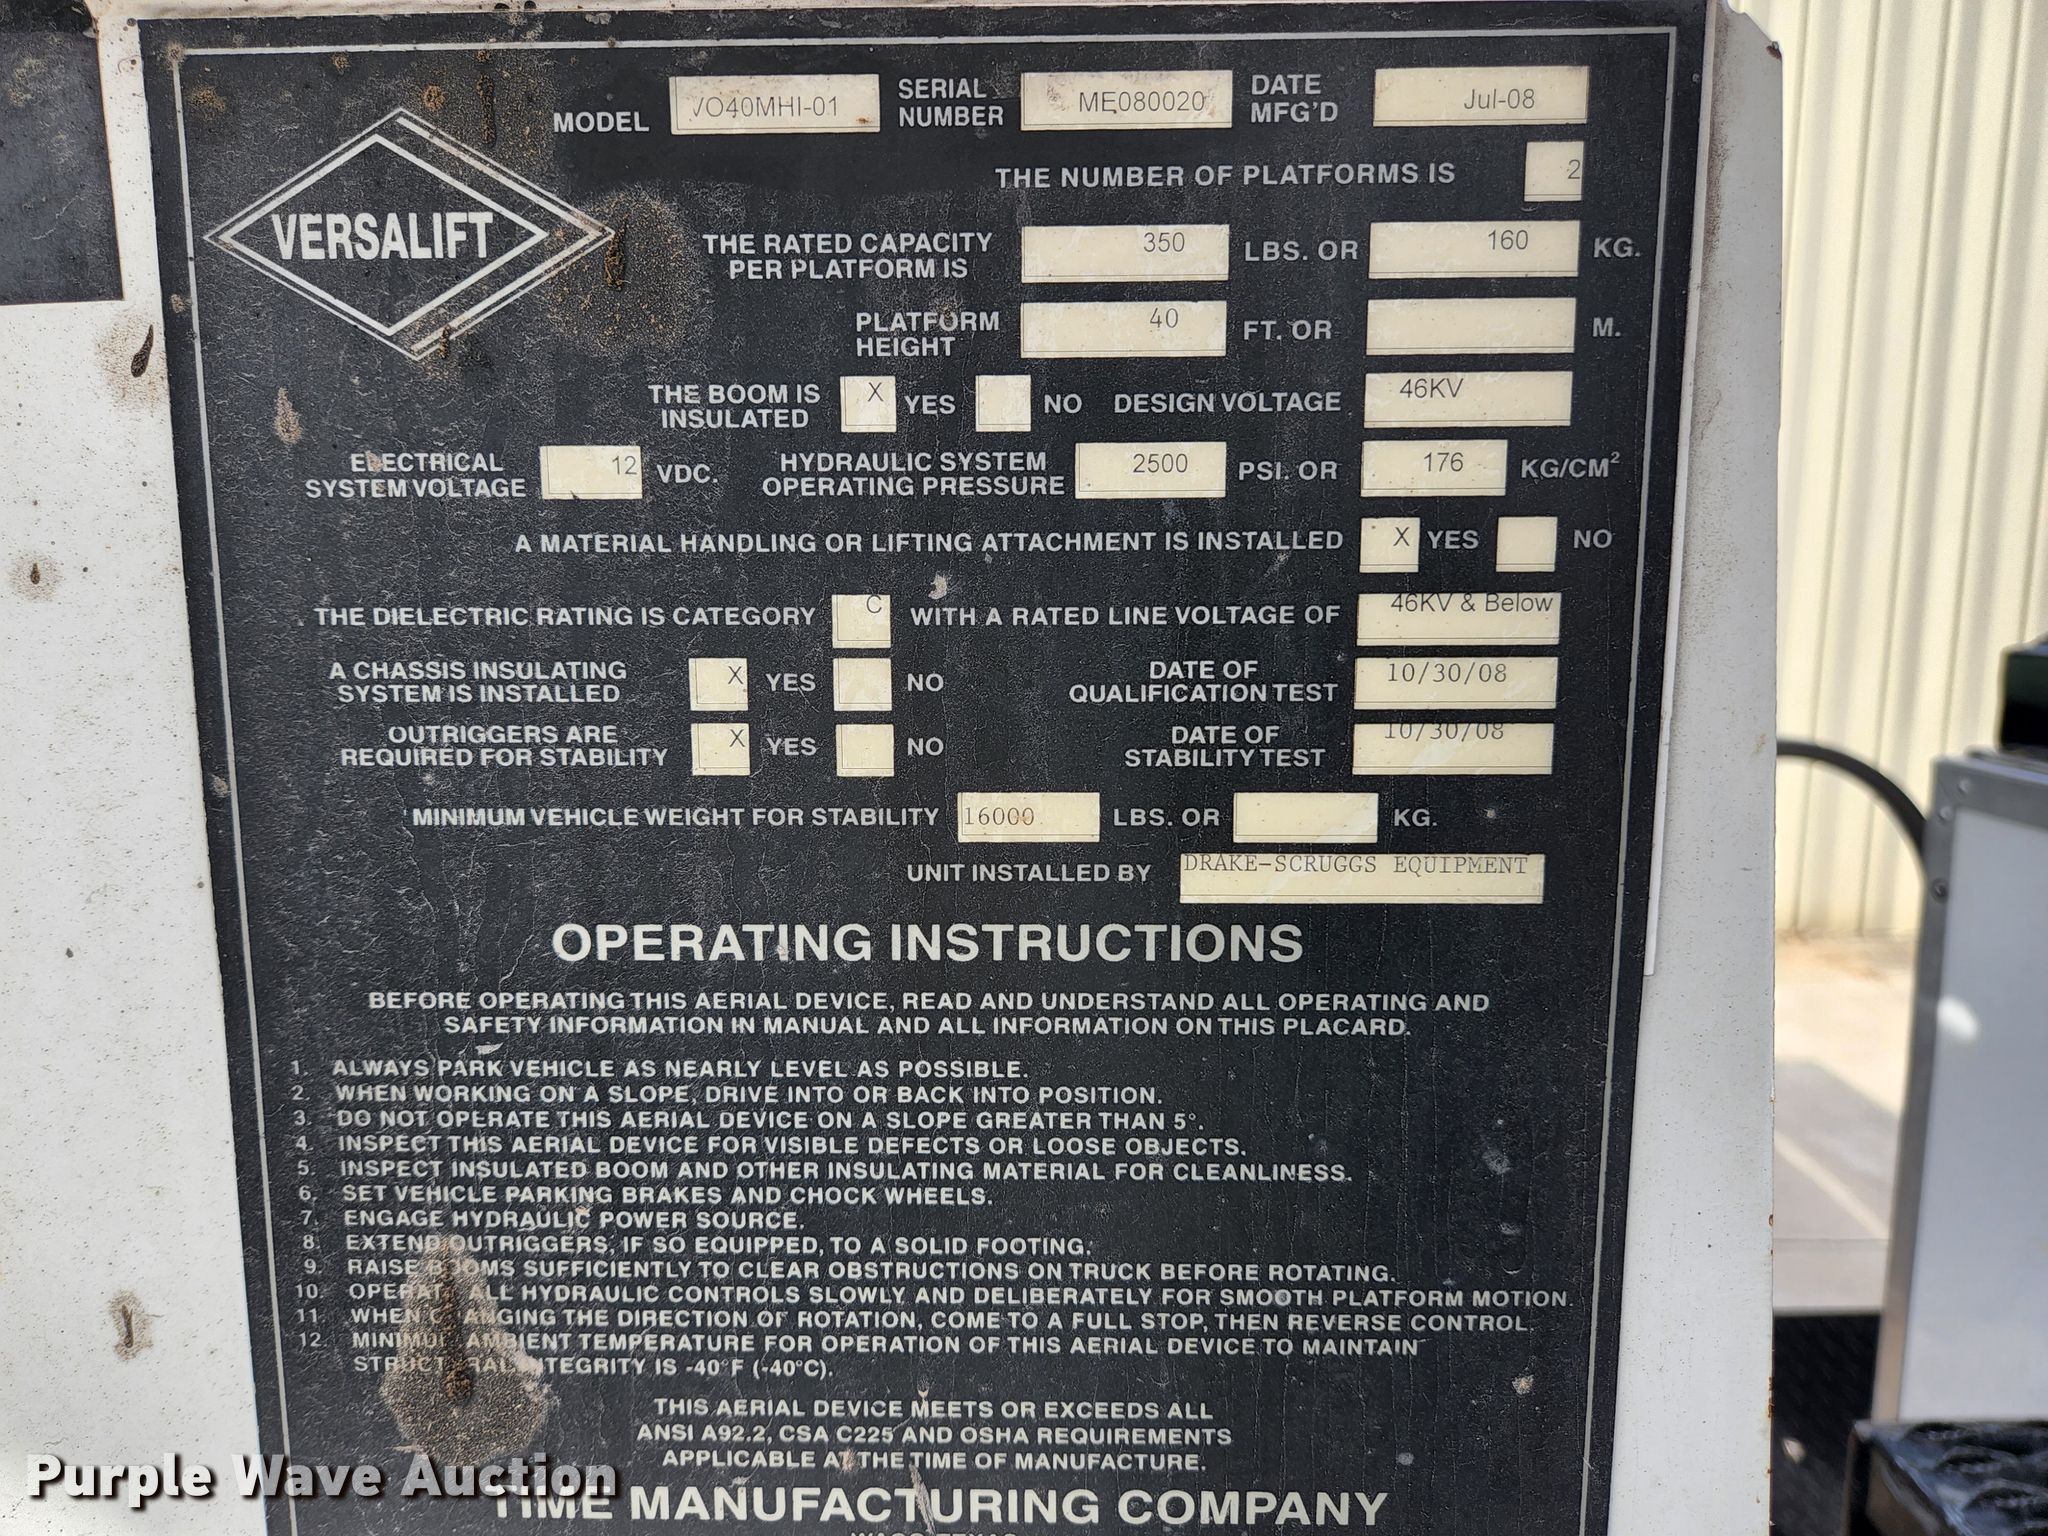 VERSALIFT
MODEL VO40MHI-01 SERIAL NUMBER ME080020 DATE MFG'D Jul-08
THE NUMBER OF PLATFORMS IS 2
THE RATED CAPACITY PER PLATFORM IS 350 LBS. OR 160 KG.
PLATFORM HEIGHT 40 FT. OR M.
THE BOOM IS INSULATED X YES NO DESIGN VOLTAGE 46KV
ELECTRICAL SYSTEM VOLTAGE 12 VDC. HYDRAULIC SYSTEM OPERATING PRESSURE 2500 PSI. OR 176 KG/CM²
A MATERIAL HANDLING OR LIFTING ATTACHMENT IS INSTALLED X YES NO
THE DIELECTRIC RATING IS CATEGORY C WITH A RATED LINE VOLTAGE OF 46KV & Below
A CHASSIS INSULATING SYSTEM IS INSTALLED X YES NO DATE OF QUALIFICATION TEST 10/30/08
OUTRIGGERS ARE REQUIRED FOR STABILITY X YES NO DATE OF STABILITY TEST 10/30/08
MINIMUM VEHICLE WEIGHT FOR STABILITY 16000 LBS. OR KG.
UNIT INSTALLED BY DRAKE-SCRUGGS EQUIPMENT
OPERATING INSTRUCTIONS
BEFORE OPERATING THIS AERIAL DEVICE, READ AND UNDERSTAND ALL OPERATING AND
SAFETY INFORMATION IN MANUAL AND ALL INFORMATION ON THIS PLACARD.
1. ALWAYS PARK VEHICLE AS NEARLY LEVEL AS POSSIBLE.
2. WHEN WORKING ON A SLOPE, DRIVE INTO OR BACK INTO POSITION.
3. DO NOT OPERATE THIS AERIAL DEVICE ON A SLOPE GREATER THAN 5°.
4. INSPECT THIS AERIAL DEVICE FOR VISIBLE DEFECTS OR LOOSE OBJECTS.
5. INSPECT INSULATED BOOM AND OTHER INSULATING MATERIAL FOR CLEANLINESS.
6. SET VEHICLE PARKING BRAKES AND CHOCK WHEELS.
7. ENGAGE HYDRAULIC POWER SOURCE.
8. EXTEND OUTRIGGERS, IF SO EQUIPPED, TO A SOLID FOOTING.
9. RAISE BOOMS SUFFICIENTLY TO CLEAR OBSTRUCTIONS ON TRUCK BEFORE ROTATING.
10. OPERATE ALL HYDRAULIC CONTROLS SLOWLY AND DELIBERATELY FOR SMOOTH PLATFORM MOTION.
11. WHEN CHANGING THE DIRECTION OF ROTATION, COME TO A FULL STOP, THEN REVERSE CONTROL.
12. MINIMUM AMBIENT TEMPERATURE FOR OPERATION OF THIS AERIAL DEVICE TO MAINTAIN
STRUCTURAL INTEGRITY IS -40°F (-40°C).
THIS AERIAL DEVICE MEETS OR EXCEEDS ALL
ANSI A92.2, CSA C225 AND OSHA REQUIREMENTS
APPLICABLE AT THE TIME OF MANUFACTURE.
TIME MANUFACTURING COMPANY
Purple Wave Auction